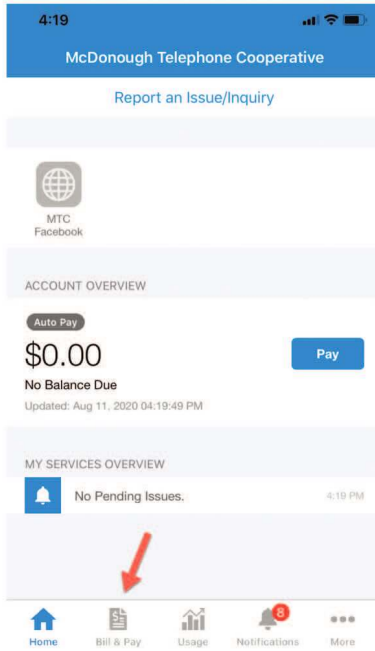 4:19
McDonough Telephone Cooperative
Report an Issue/Inquiry
MTC
Facebook
ACCOUNT OVERVIEW
Auto Pay
$0.00
Pay
No Balance Due
Updated: Aug 11, 2020 04:19:49 PM
MY SERVICES OVERVIEW
No Pending Issues.
4:19 PM
8
Home Bill & Pay Usage Notifications More